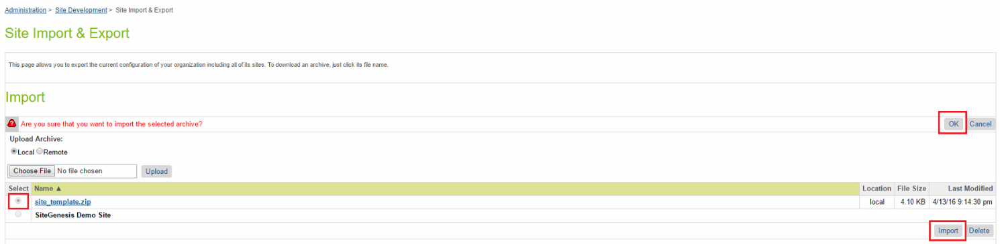 Administration > Site Development > Site Import & Export
Site Import & Export
This page allows you to export the current configuration of your organization including all of its sites. To download an archive, just click its file name.
Import
Are you sure that you want to import the selected archive? OK Cancel
Upload Archive:
Local Remote
Choose File No file chosen Upload
Select Name ▲ Location File Size Last Modified
site_template.zip local 4.10 KB 4/13/16 9:14:30 pm
SiteGenesis Demo Site
Import Delete